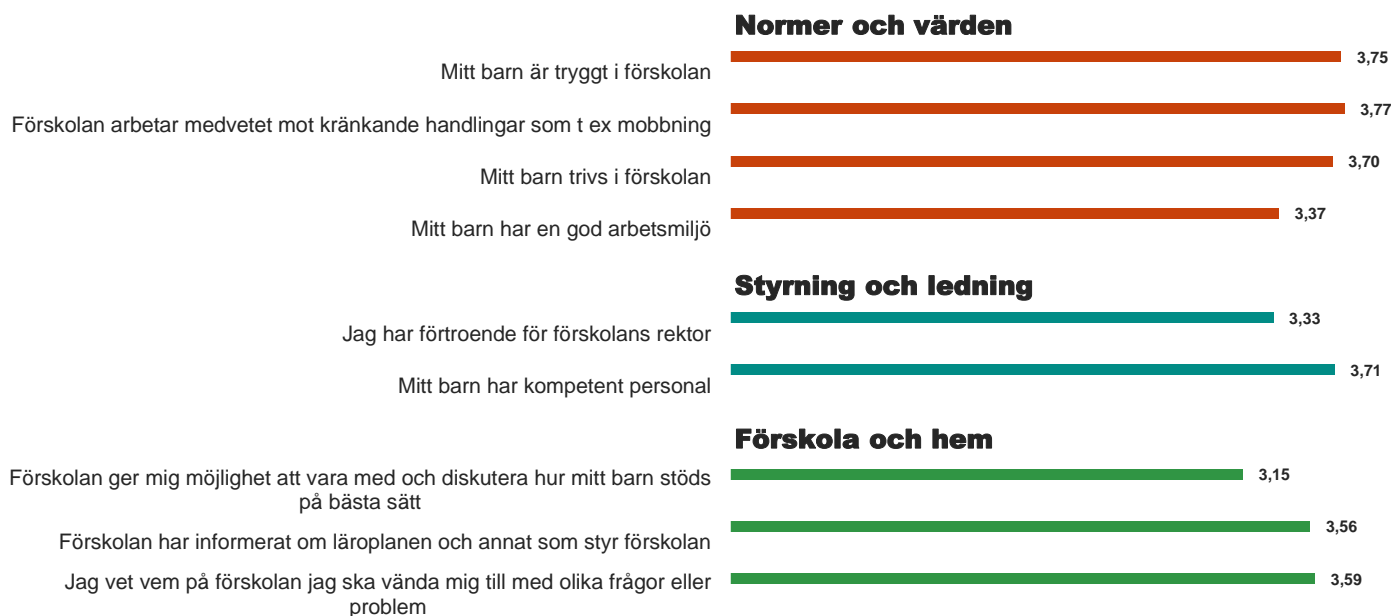 Normer och värden
Mitt barn är tryggt i förskolan
3,75
Förskolan arbetar medvetet mot kränkande handlingar som t ex mobbning
3,77
Mitt barn trivs i förskolan
3,70
Mitt barn har en god arbetsmiljö
3,37
Styrning och ledning
Jag har förtroende för förskolans rektor
3,33
Mitt barn har kompetent personal
3,71
Förskola och hem
Förskolan ger mig möjlighet att vara med och diskutera hur mitt barn stöds
på bästa sätt
3,15
Förskolan har informerat om läroplanen och annat som styr förskolan
3,56
Jag vet vem på förskolan jag ska vända mig till med olika frågor eller
problem
3,59